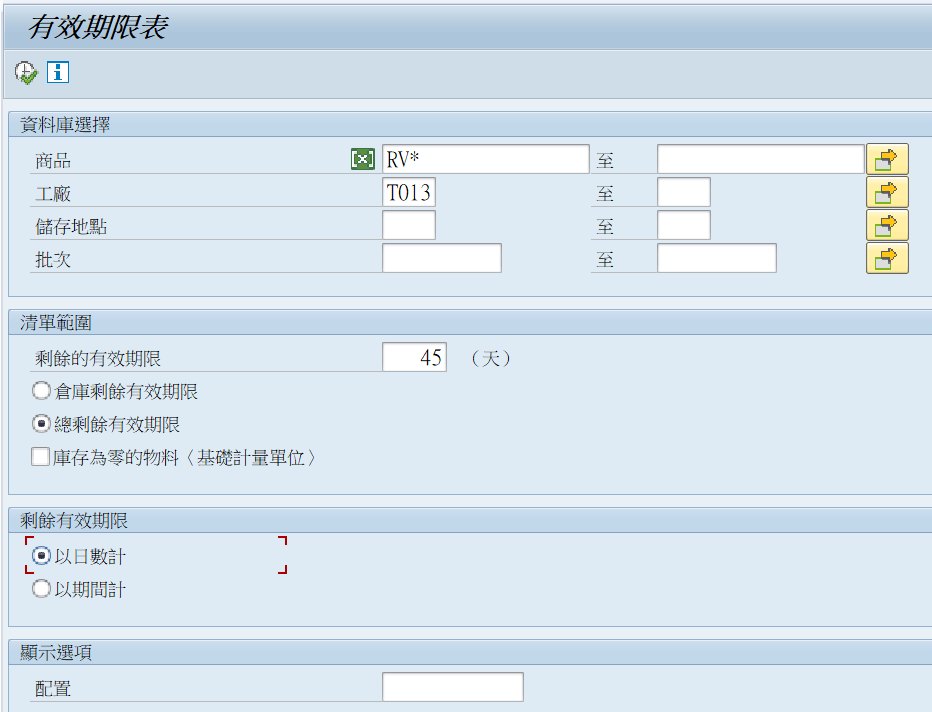 有效期限表
資料庫選擇
商品 RV* 至
工廠 T013 至
儲存地點 至
批次 至
清單範圍
剩餘的有效期限 45 （天）
倉庫剩餘有效期限
總剩餘有效期限
庫存為零的物料〈基礎計量單位〉
剩餘有效期限
以日數計
以期間計
顯示選項
配置